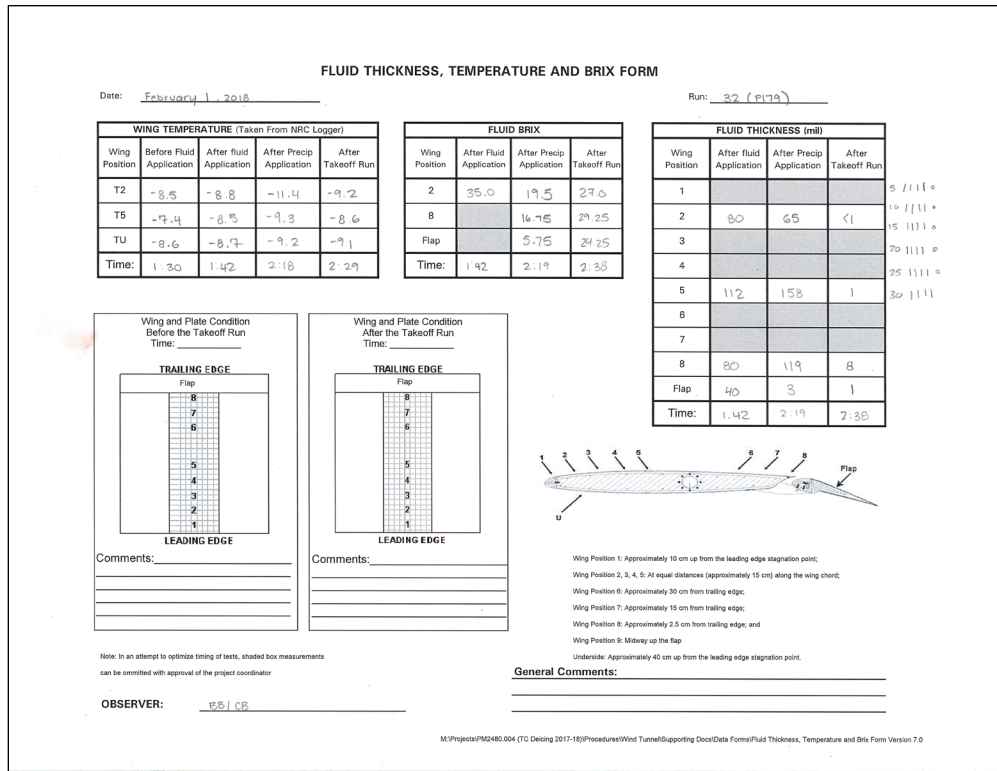 FLUID THICKNESS, TEMPERATURE AND BRIX FORM
Date: February 1, 2018
Run: 32 (P179)
WING TEMPERATURE (Taken From NRC Logger)
Wing Position Before Fluid Application After fluid Application After Precip Application After Takeoff Run
T2 -8.5 -8.8 -11.4 -9.2
T5 -7.4 -8.5 -9.3 -8.6
TU -8.6 -8.7 -9.2 -9.1
Time: 1:30 1:42 2:18 2:29
FLUID BRIX
Wing Position After Fluid Application After Precip Application After Takeoff Run
2 35.0 19.5 27.0
8 16.75 29.25
Flap 5.75 24.25
Time: 1:42 2:19 2:38
FLUID THICKNESS (mil)
Wing Position After fluid Application After Precip Application After Takeoff Run
1
2 80 65 <1
3
4
5 112 158 1
6
7
8 80 119 8
Flap 40 3 1
Time: 1:42 2:19 2:38
5 1111 0
10 1111 0
15 1111 0
20 1111 0
25 1111 0
30 1111
Wing and Plate Condition
Before the Takeoff Run
Time:
TRAILING EDGE
Flap
8
7
6
5
4
3
2
1
LEADING EDGE
Comments:
Wing and Plate Condition
After the Takeoff Run
Time:
TRAILING EDGE
Flap
8
7
6
5
4
3
2
1
LEADING EDGE
Comments:
1 2 3 4 5 6 7 8 Flap
U
Wing Position 1: Approximately 10 cm up from the leading edge stagnation point;
Wing Position 2, 3, 4, 5: At equal distances (approximately 15 cm) along the wing chord;
Wing Position 6: Approximately 30 cm from trailing edge;
Wing Position 7: Approximately 15 cm from trailing edge;
Wing Position 8: Approximately 2.5 cm from trailing edge; and
Wing Position 9: Midway up the flap
Underside: Approximately 40 cm up from the leading edge stagnation point.
Note: In an attempt to optimize timing of tests, shaded box measurements
can be ommitted with approval of the project coordinator
General Comments:
OBSERVER: BB/CB
M:\Projects\PM2480.004 (TC Deicing 2017-18)\Procedures\Wind Tunnel\Supporting Docs\Data Forms\Fluid Thickness, Temperature and Brix Form Version 7.0